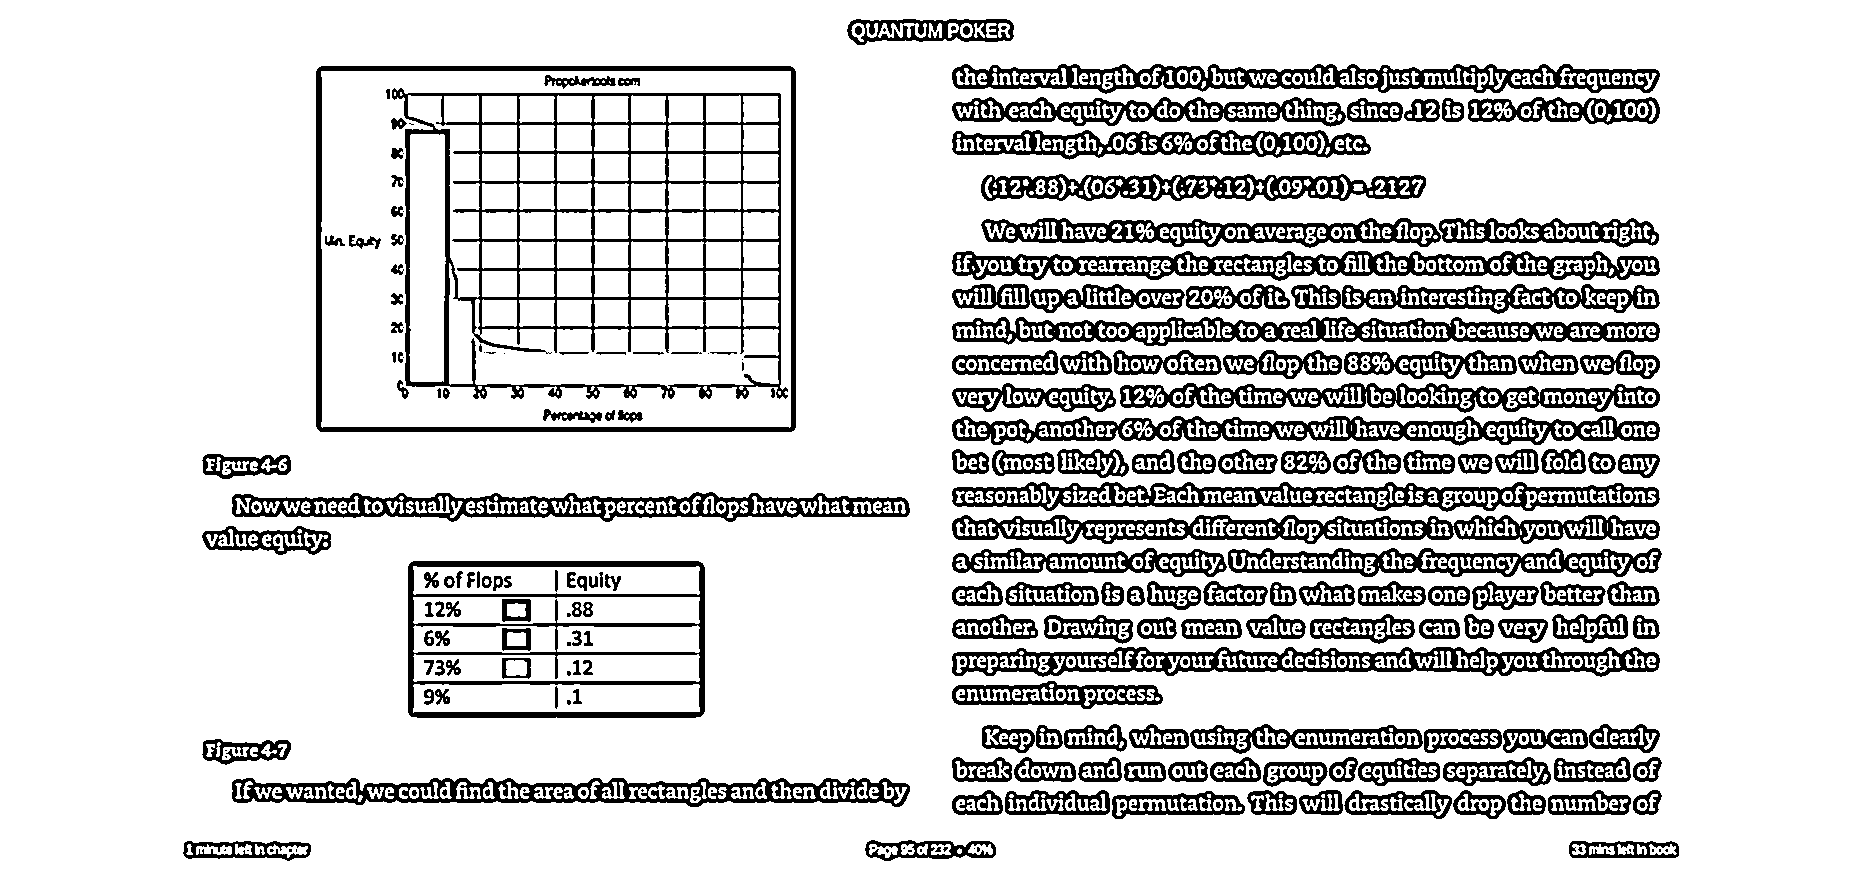 QUANTUM POKER
Propokertools com
100
90
80
70
60
Win. Equity 50
40
30
20
10
0
0 10 20 30 40 50 60 70 80 90 100
Percentage of flops
Figure 4-6
Now we need to visually estimate what percent of flops have what mean
value equity:
% of Flops | Equity
12% .88
6% .31
73% .12
9% .1
Figure 4-7
If we wanted, we could find the area of all rectangles and then divide by
the interval length of 100, but we could also just multiply each frequency
with each equity to do the same thing, since .12 is 12% of the (0,100)
interval length, .06 is 6% of the (0,100), etc.
(.12*.88)+.(06*.31)+(.73*.12)+(.09*.01) = .2127
We will have 21% equity on average on the flop. This looks about right,
if you try to rearrange the rectangles to fill the bottom of the graph, you
will fill up a little over 20% of it. This is an interesting fact to keep in
mind, but not too applicable to a real life situation because we are more
concerned with how often we flop the 88% equity than when we flop
very low equity. 12% of the time we will be looking to get money into
the pot, another 6% of the time we will have enough equity to call one
bet (most likely), and the other 82% of the time we will fold to any
reasonably sized bet. Each mean value rectangle is a group of permutations
that visually represents different flop situations in which you will have
a similar amount of equity. Understanding the frequency and equity of
each situation is a huge factor in what makes one player better than
another. Drawing out mean value rectangles can be very helpful in
preparing yourself for your future decisions and will help you through the
enumeration process.
Keep in mind, when using the enumeration process you can clearly
break down and run out each group of equities separately, instead of
each individual permutation. This will drastically drop the number of
1 minute left in chapter
Page 95 of 232 • 40%
33 mins left in book